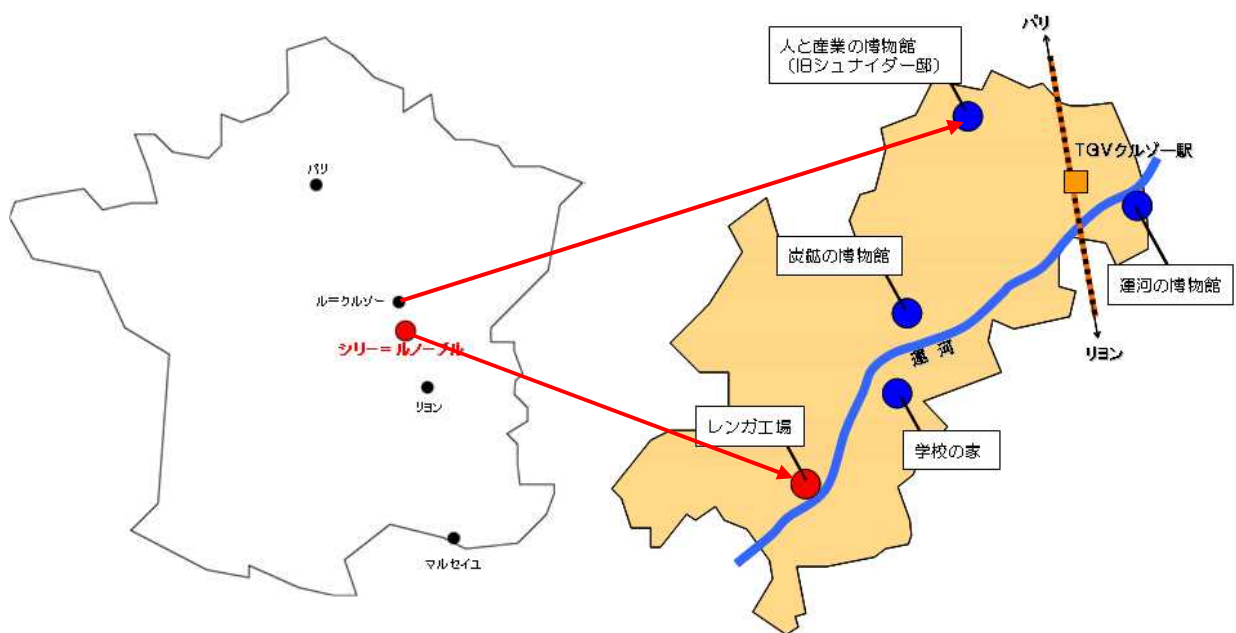 パリ
ル＝クルゾー
シリー＝ルノーブル
リヨン
マルセイユ
人と産業の博物館
（旧シュナイダー邸）
パリ
TGVクルゾー駅
炭鉱の博物館
運河の博物館
運河
リヨン
レンガ工場
学校の家